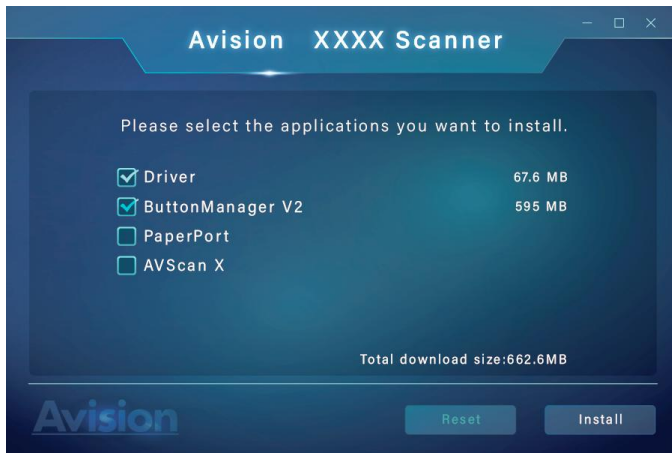 Avision XXXX Scanner
Please select the applications you want to install.
Driver 67.6 MB
ButtonManager V2 595 MB
PaperPort
AVScan X
Total download size:662.6MB
Avision
Reset
Install